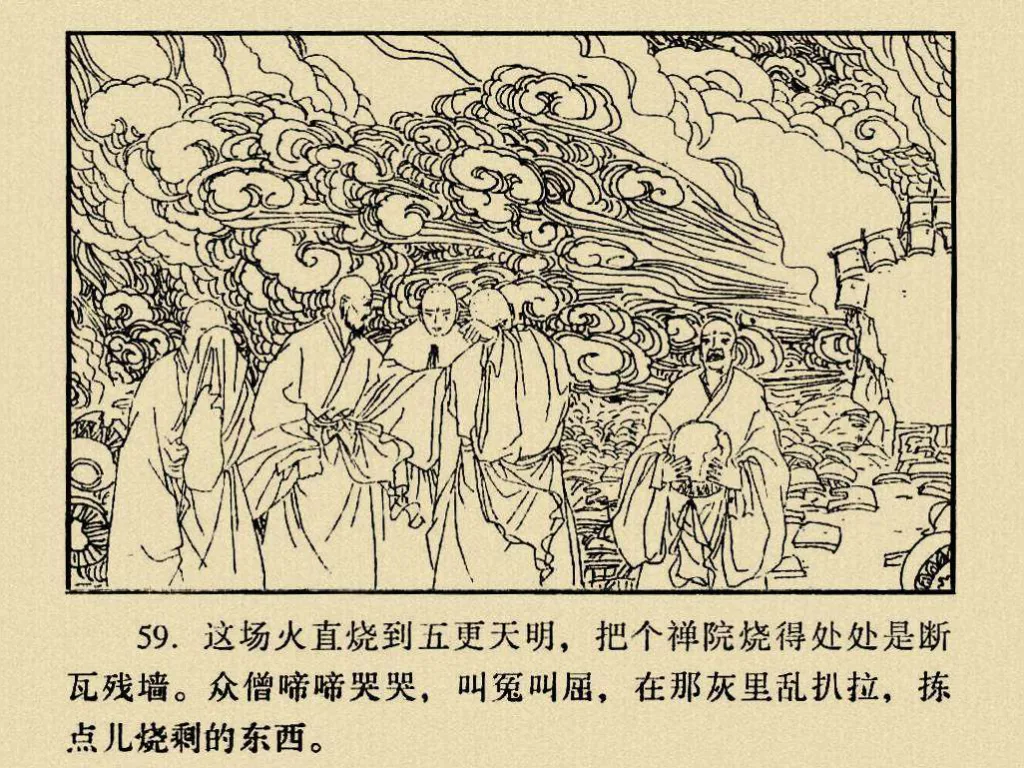 59. 这场火直烧到五更天明，把个禅院烧得处处是断
瓦残墙。众僧啼啼哭哭，叫冤叫屈，在那灰里乱扒拉，拣
点儿烧剩的东西。